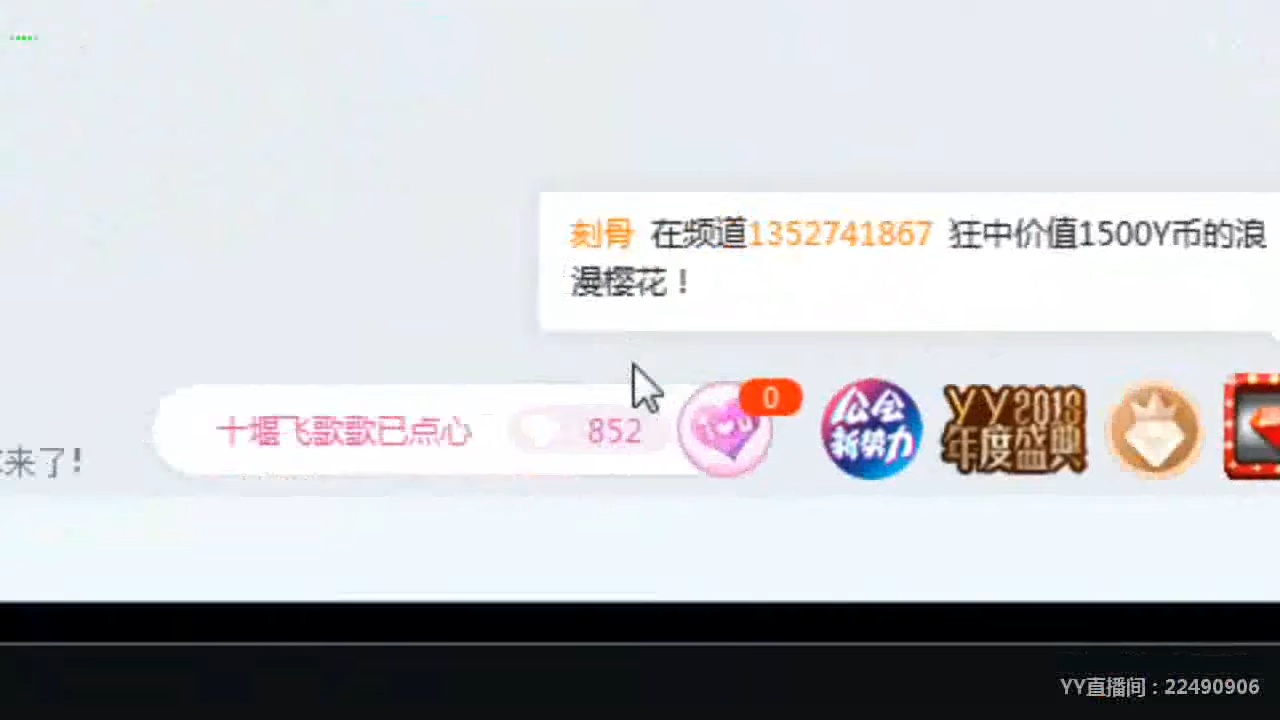 刻骨 在频道1352741867 狂中价值1500Y币的浪
漫樱花！
来了!
十堰飞歌歌已点心 852
0
公会
新势力
YY2018
年度盛典
YY直播间：22490906